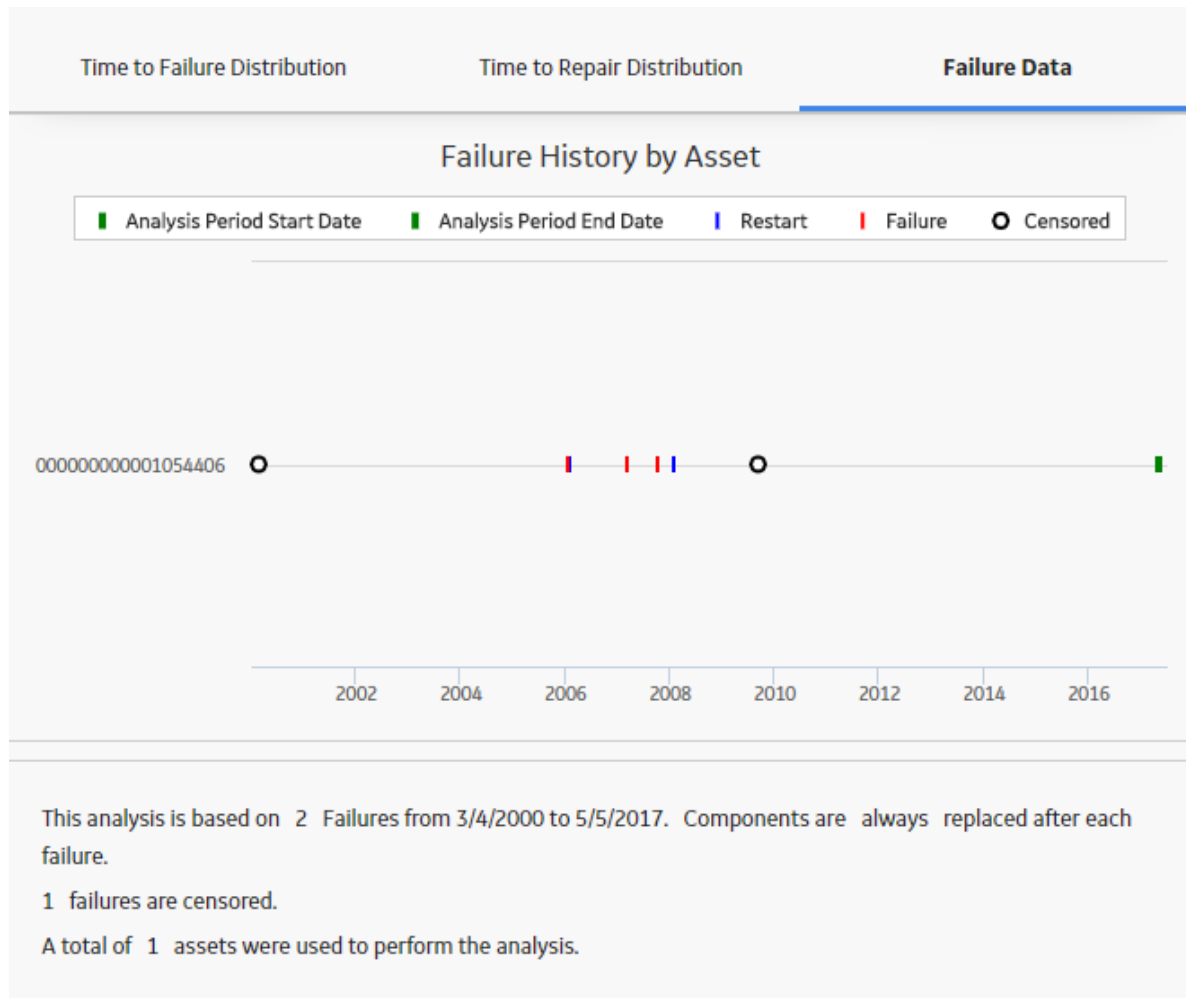 Time to Failure Distribution Time to Repair Distribution Failure Data
Failure History by Asset
Analysis Period Start Date Analysis Period End Date Restart Failure Censored
000000000001054406
2002 2004 2006 2008 2010 2012 2014 2016
This analysis is based on 2 Failures from 3/4/2000 to 5/5/2017. Components are always replaced after each
failure.
1 failures are censored.
A total of 1 assets were used to perform the analysis.